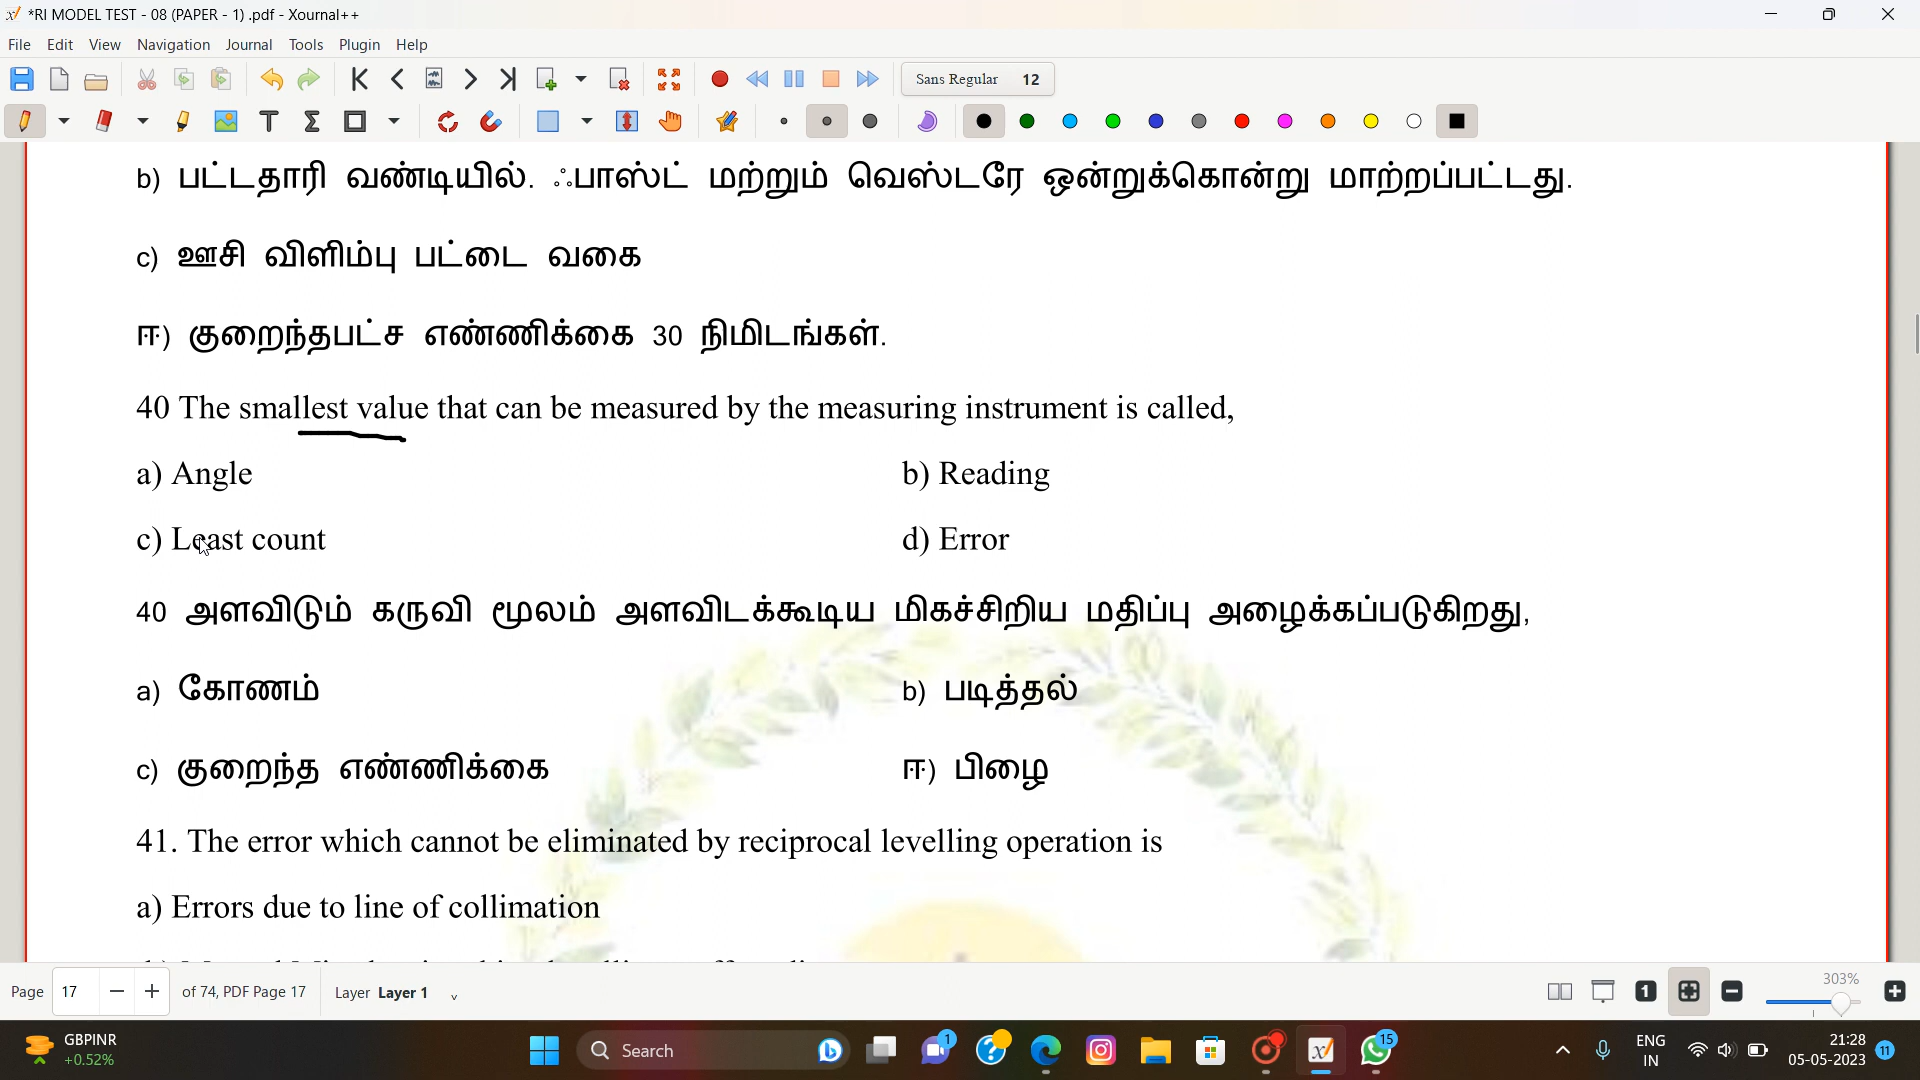 *RI MODEL TEST - 08 (PAPER - 1) .pdf - Xournal++
File Edit View Navigation Journal Tools Plugin Help
Sans Regular 12
b) பட்டதாரி வண்டியில். ஃபாஸ்ட் மற்றும் வெஸ்டரே ஒன்றுக்கொன்று மாற்றப்பட்டது.
c) ஊசி விளிம்பு பட்டை வகை
ஈ) குறைந்தபட்ச எண்ணிக்கை 30 நிமிடங்கள்.
40 The smallest value that can be measured by the measuring instrument is called,
a) Angle b) Reading
c) Least count d) Error
40 அளவிடும் கருவி மூலம் அளவிடக்கூடிய மிகச்சிறிய மதிப்பு அழைக்கப்படுகிறது,
a) கோணம் b) படித்தல்
c) குறைந்த எண்ணிக்கை ஈ) பிழை
41. The error which cannot be eliminated by reciprocal levelling operation is
a) Errors due to line of collimation
Page 17 of 74, PDF Page 17 Layer Layer 1 303%
GBPINR
+0.52%
Search
1
15
ENG
IN
21:28
05-05-2023
11